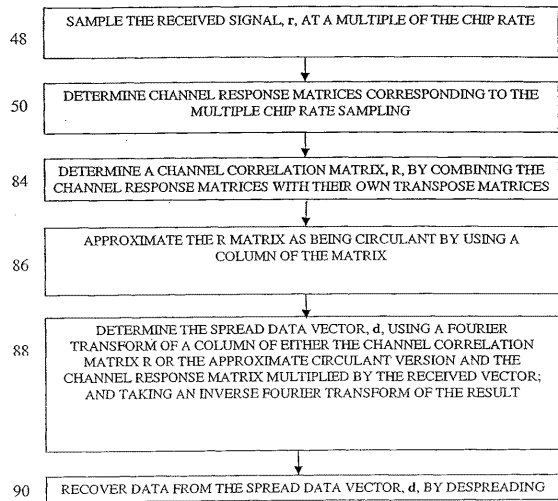 48
SAMPLE THE RECEIVED SIGNAL, r, AT A MULTIPLE OF THE CHIP RATE
50
DETERMINE CHANNEL RESPONSE MATRICES CORRESPONDING TO THE
MULTIPLE CHIP RATE SAMPLING
84
DETERMINE A CHANNEL CORRELATION MATRIX, R, BY COMBINING THE
CHANNEL RESPONSE MATRICES WITH THEIR OWN TRANSPOSE MATRICES
86
APPROXIMATE THE R MATRIX AS BEING CIRCULANT BY USING A
COLUMN OF THE MATRIX
88
DETERMINE THE SPREAD DATA VECTOR, d, USING A FOURIER
TRANSFORM OF A COLUMN OF EITHER THE CHANNEL CORRELATION
MATRIX R OR THE APPROXIMATE CIRCULANT VERSION AND THE
CHANNEL RESPONSE MATRIX MULTIPLIED BY THE RECEIVED VECTOR;
AND TAKING AN INVERSE FOURIER TRANSFORM OF THE RESULT
90
RECOVER DATA FROM THE SPREAD DATA VECTOR, d, BY DESPREADING